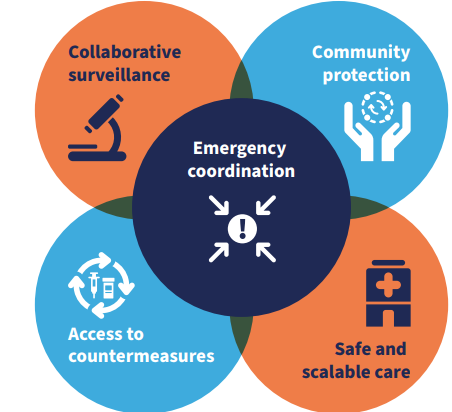 Collaborative
surveillance
Community
protection
Emergency
coordination
Access to
countermeasures
Safe and
scalable care